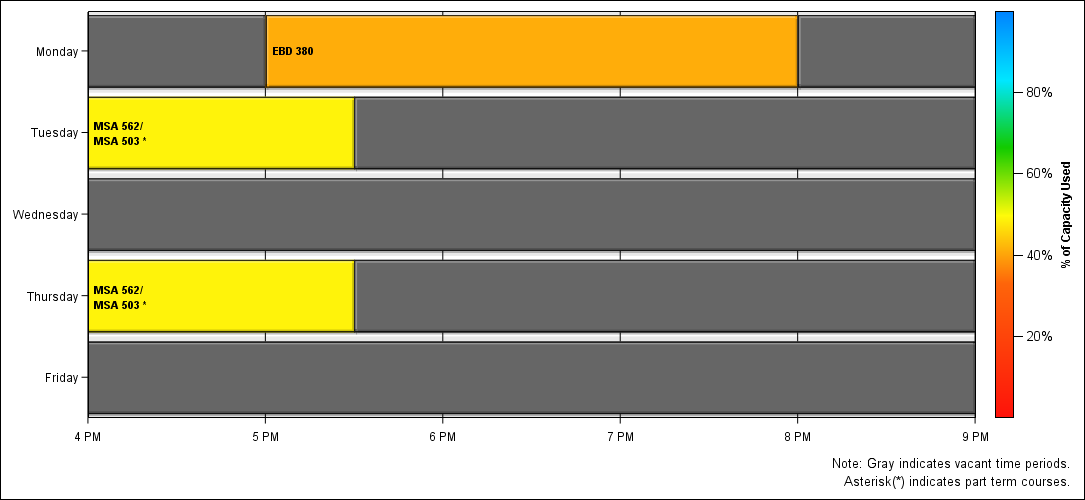 Monday
EBD 380
Tuesday
MSA 562/
MSA 503 *
Wednesday
Thursday
MSA 562/
MSA 503 *
Friday
4 PM 5 PM 6 PM 7 PM 8 PM 9 PM
80%
60%
40%
20%
% of Capacity Used
Note: Gray indicates vacant time periods.
Asterisk(*) indicates part term courses.